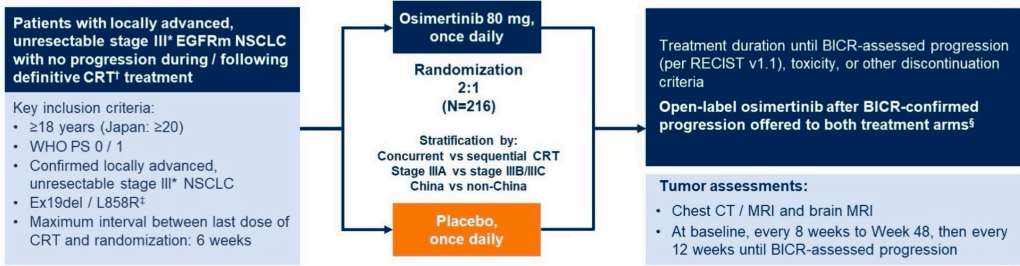 Patients with locally advanced,
unresectable stage III* EGFRm NSCLC
with no progression during / following
definitive CRT† treatment
Key inclusion criteria:
• ≥18 years (Japan: ≥20)
• WHO PS 0 / 1
• Confirmed locally advanced,
unresectable stage III* NSCLC
• Ex19del / L858R‡
• Maximum interval between last dose of
CRT and randomization: 6 weeks
Osimertinib 80 mg,
once daily
Randomization
2:1
(N=216)
Stratification by:
Concurrent vs sequential CRT
Stage IIIA vs stage IIIB/IIIC
China vs non-China
Placebo,
once daily
Treatment duration until BICR-assessed progression
(per RECIST v1.1), toxicity, or other discontinuation
criteria
Open-label osimertinib after BICR-confirmed
progression offered to both treatment arms§
Tumor assessments:
• Chest CT / MRI and brain MRI
• At baseline, every 8 weeks to Week 48, then every
12 weeks until BICR-assessed progression